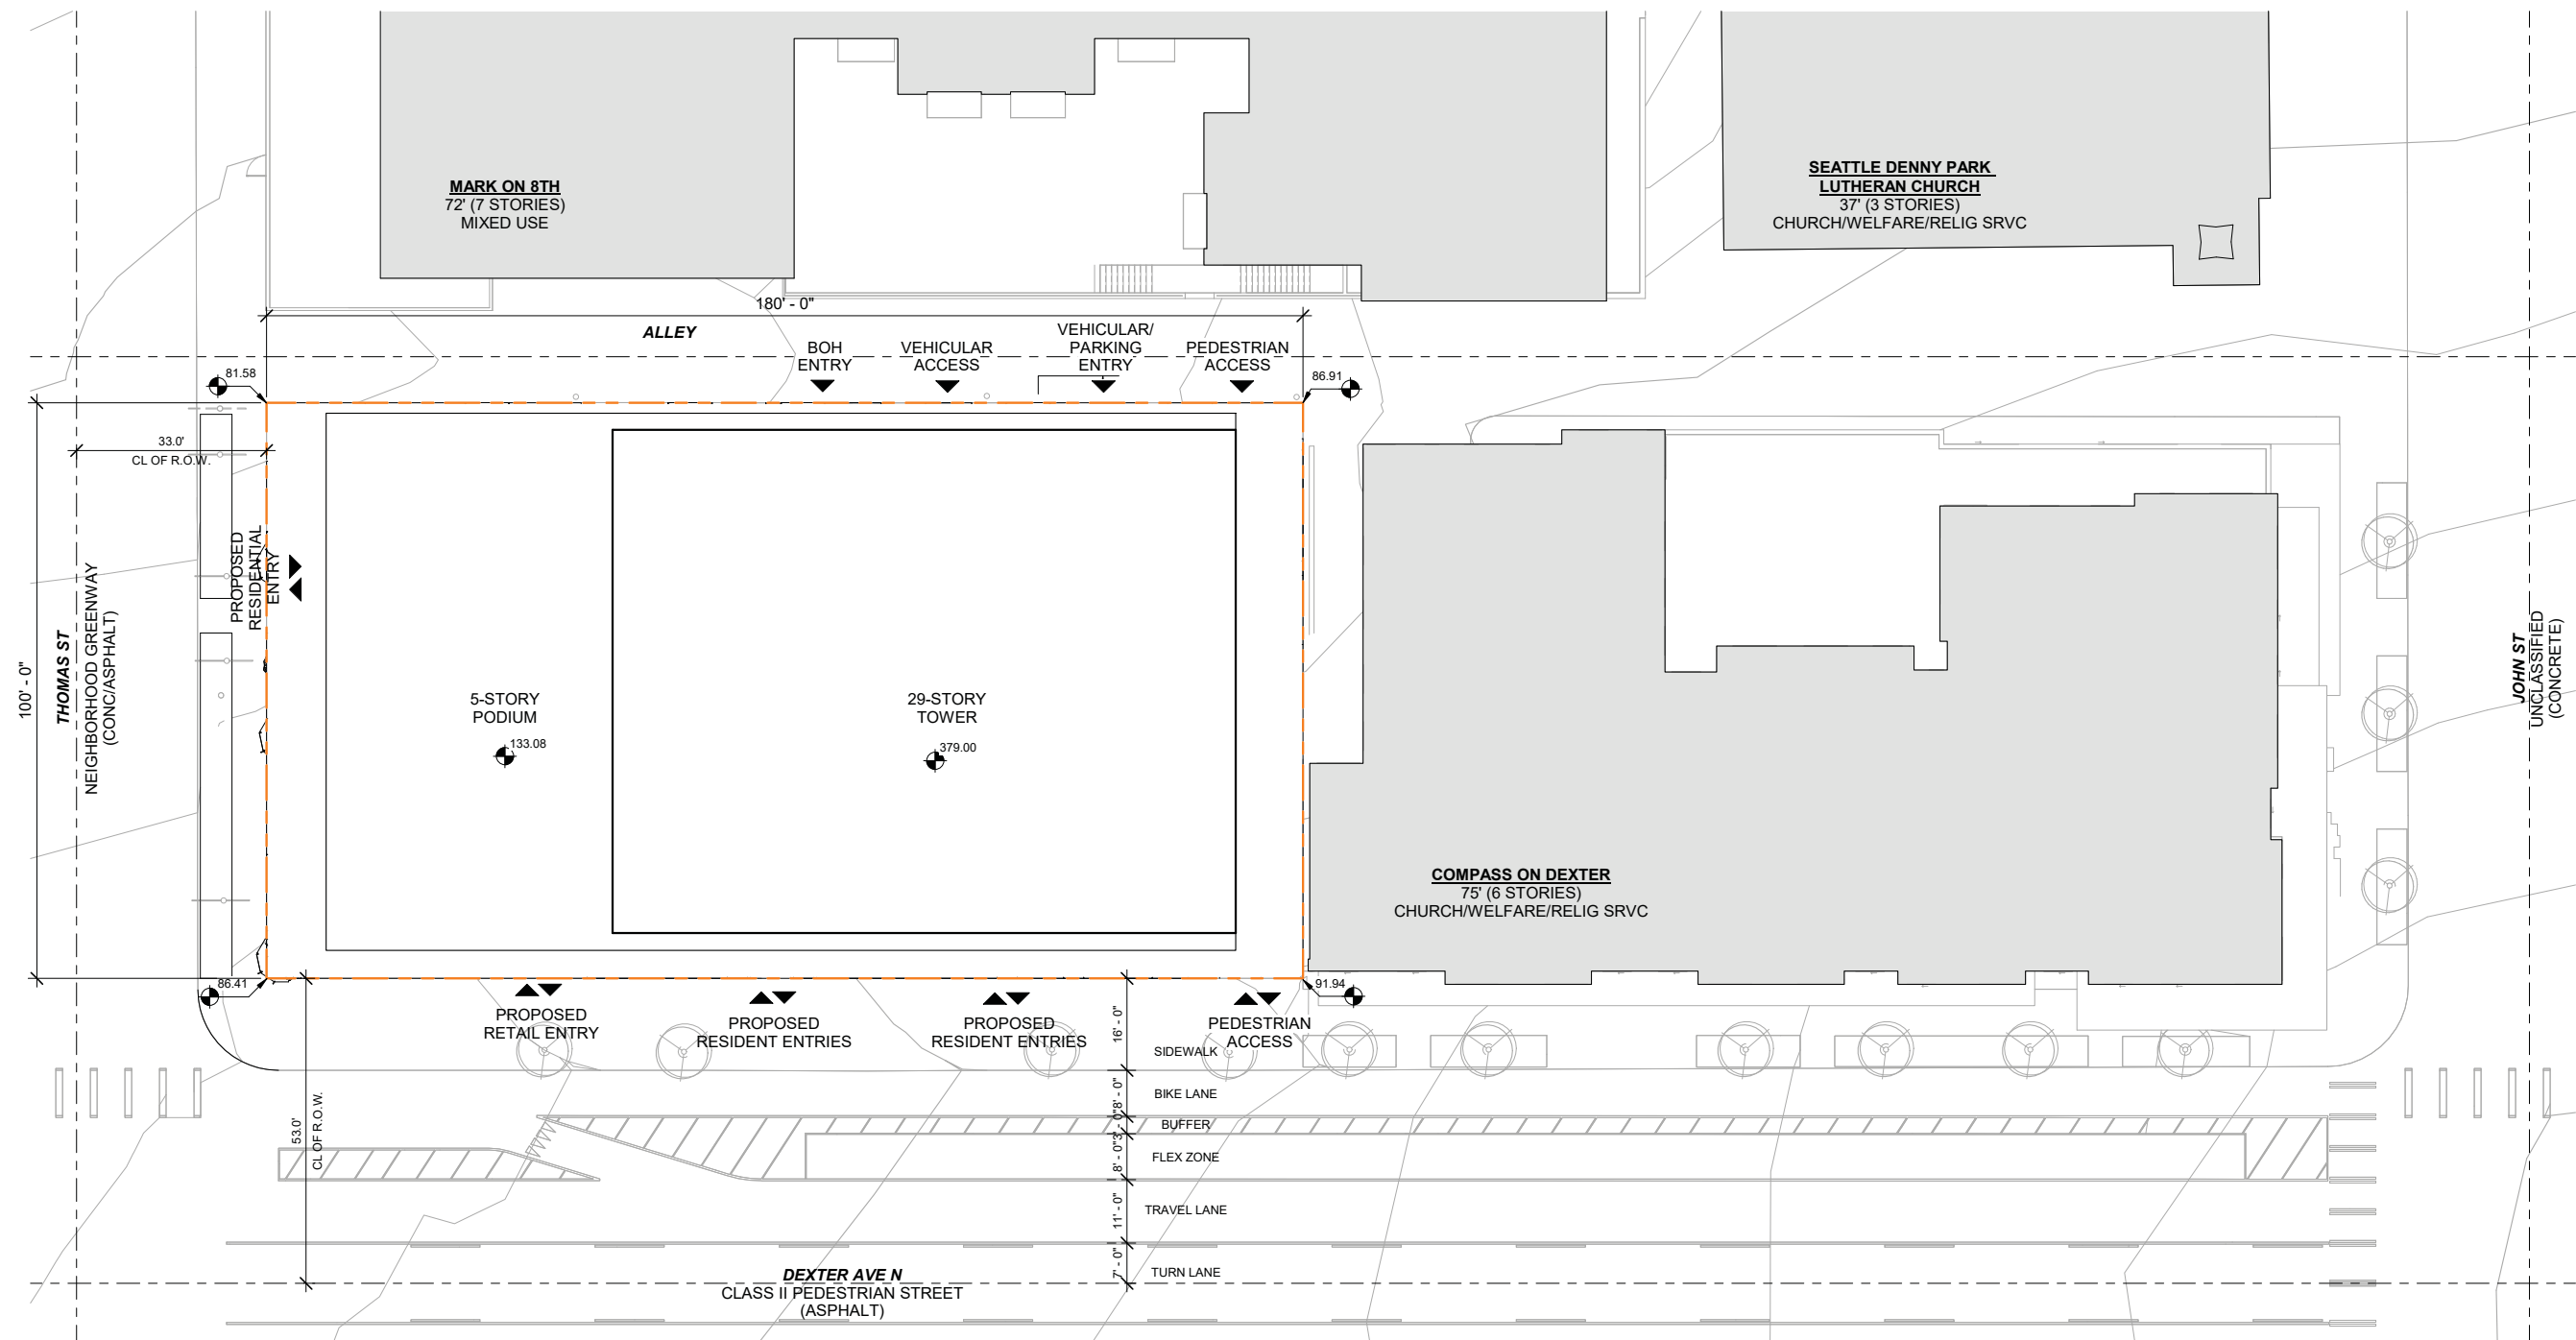 MARK ON 8TH
72' (7 STORIES)
MIXED USE
SEATTLE DENNY PARK
LUTHERAN CHURCH
37' (3 STORIES)
CHURCH/WELFARE/RELIG SRVC
180' - 0"
ALLEY
BOH
ENTRY
VEHICULAR
ACCESS
VEHICULAR/
PARKING
ENTRY
PEDESTRIAN
ACCESS
81.58
86.91
33.0'
CL OF R.O.W.
100' - 0"
THOMAS ST
NEIGHBORHOOD GREENWAY
(CONC/ASPHALT)
PROPOSED
RESIDENTIAL
ENTRY
5-STORY
PODIUM
133.08
29-STORY
TOWER
379.00
JOHN ST
UNCLASSIFIED
(CONCRETE)
COMPASS ON DEXTER
75' (6 STORIES)
CHURCH/WELFARE/RELIG SRVC
86.41
91.94
PROPOSED
RETAIL ENTRY
PROPOSED
RESIDENT ENTRIES
PROPOSED
RESIDENT ENTRIES
PEDESTRIAN
ACCESS
53.0'
CL OF R.O.W.
16' - 0"
SIDEWALK
8' - 0"
BIKE LANE
3' - 0"
BUFFER
8' - 0"
FLEX ZONE
11' - 0"
TRAVEL LANE
7' - 0"
TURN LANE
DEXTER AVE N
CLASS II PEDESTRIAN STREET
(ASPHALT)